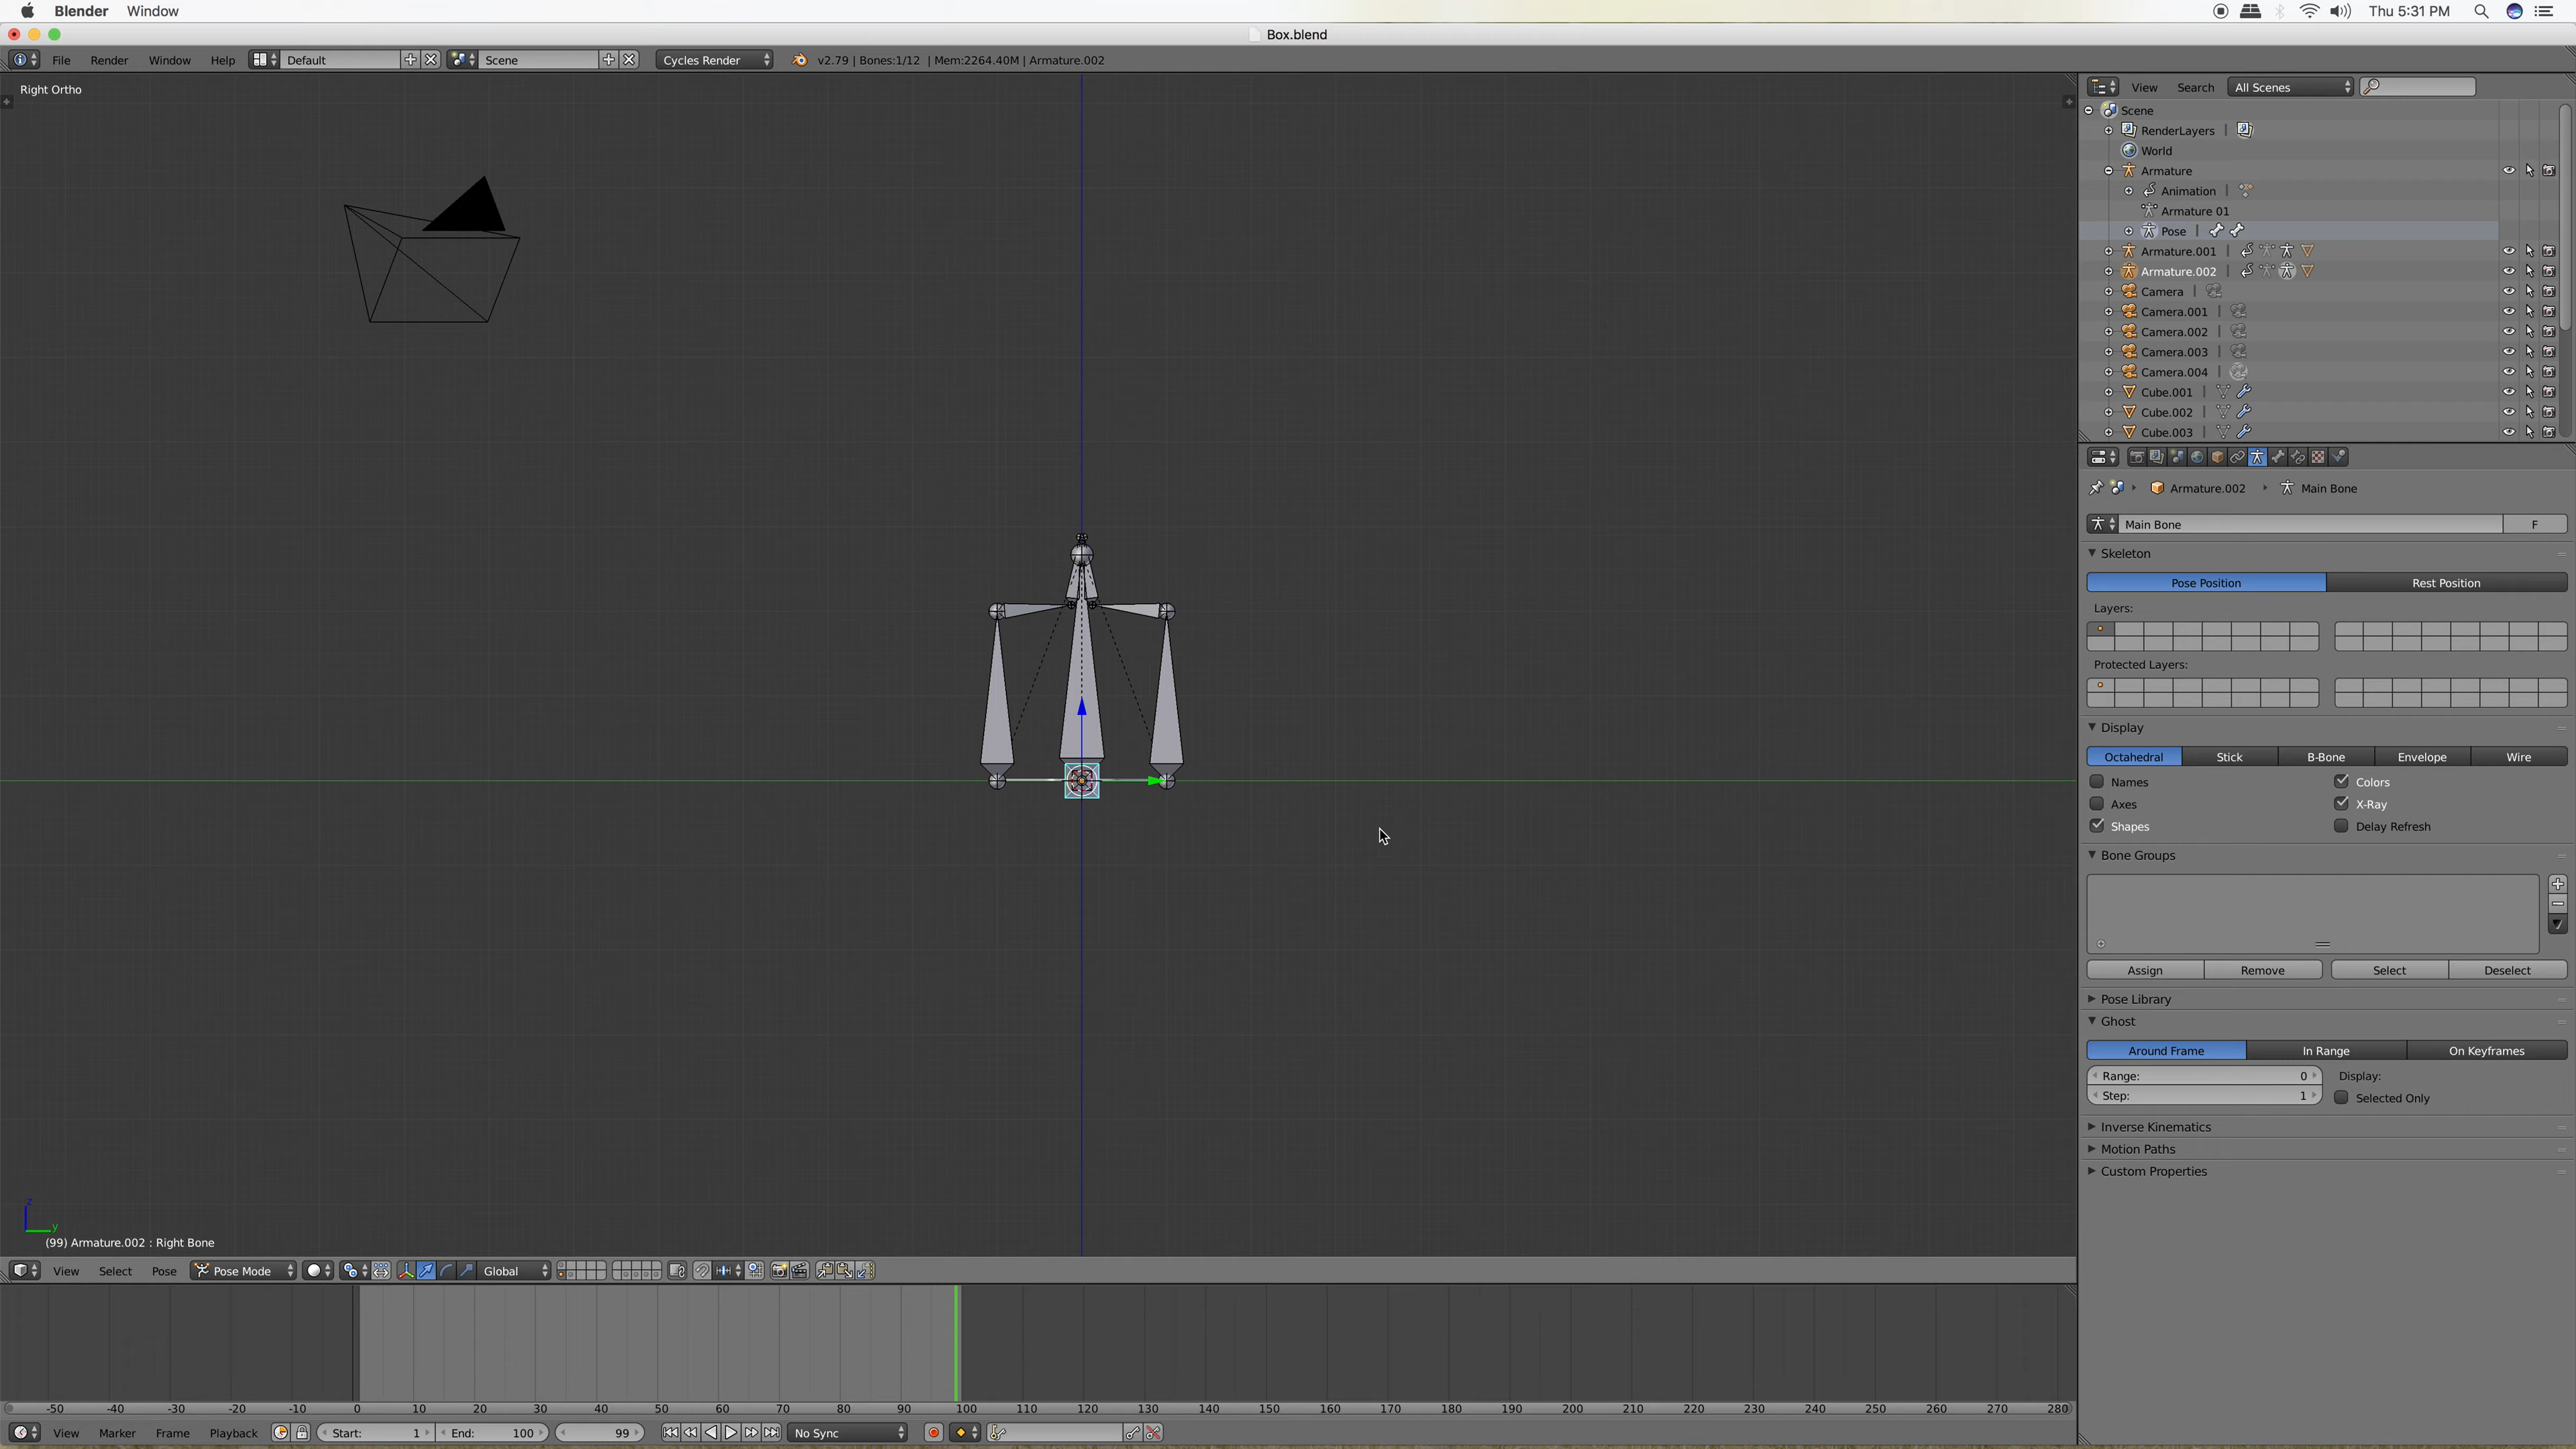 Blender Window Thu 5:31 PM
Box.blend
File Render Window Help Default Scene Cycles Render v2.79 | Bones:1/12 | Mem:2264.40M | Armature.002
Right Ortho
View Search All Scenes
Scene
RenderLayers |
World
Armature
Animation |
Armature 01
Pose |
Armature.001 |
Armature.002 |
Camera |
Camera.001 |
Camera.002 |
Camera.003 |
Camera.004 |
Cube.001 |
Cube.002 |
Cube.003 |
Armature.002 Main Bone
Main Bone F
Skeleton
Pose Position Rest Position
Layers:
Protected Layers:
Display
Octahedral Stick B-Bone Envelope Wire
Names Colors
Axes X-Ray
Shapes Delay Refresh
Bone Groups
Assign Remove Select Deselect
Pose Library
Ghost
Around Frame In Range On Keyframes
Range: 0 Display:
Step: 1 Selected Only
Inverse Kinematics
Motion Paths
Custom Properties
z
y
(99) Armature.002 : Right Bone
View Select Pose Pose Mode Global
-50 -40 -30 -20 -10 0 10 20 30 40 50 60 70 80 90 100 110 120 130 140 150 160 170 180 190 200 210 220 230 240 250 260 270 280
View Marker Frame Playback Start: 1 End: 100 99 No Sync